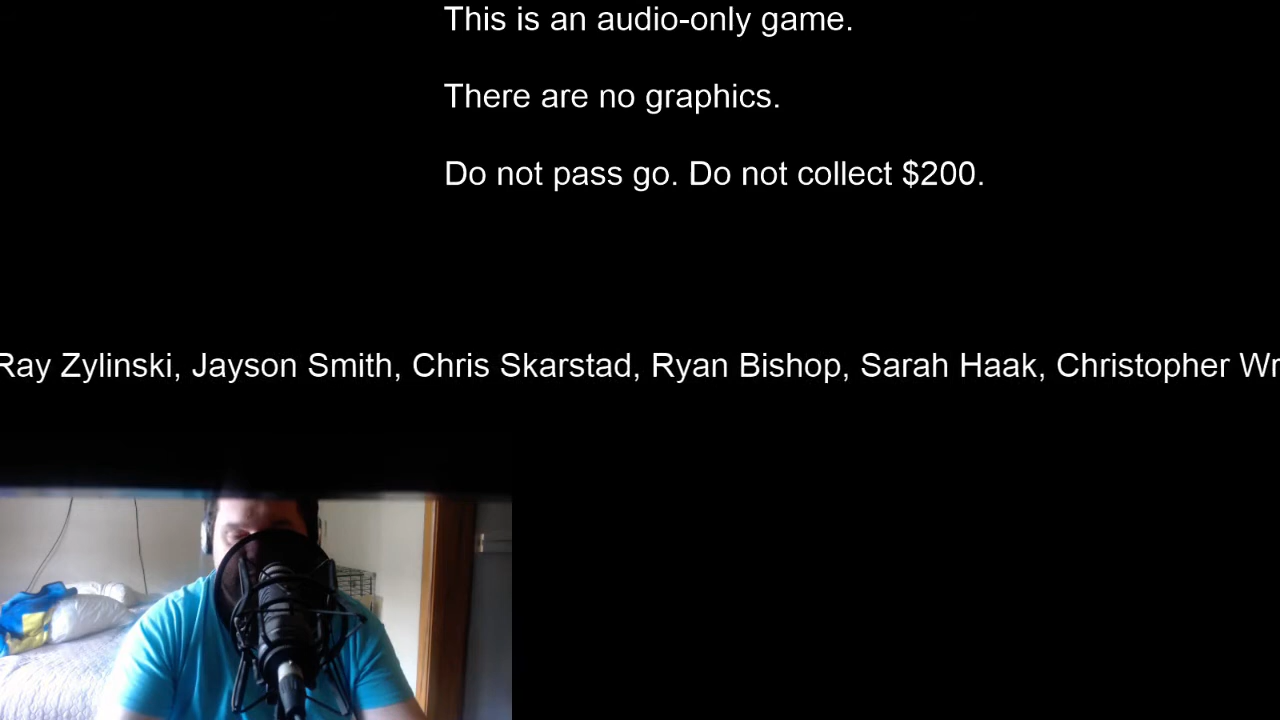 This is an audio-only game.
There are no graphics.
Do not pass go. Do not collect $200.
Ray Zylinski, Jayson Smith, Chris Skarstad, Ryan Bishop, Sarah Haak, Christopher Wr